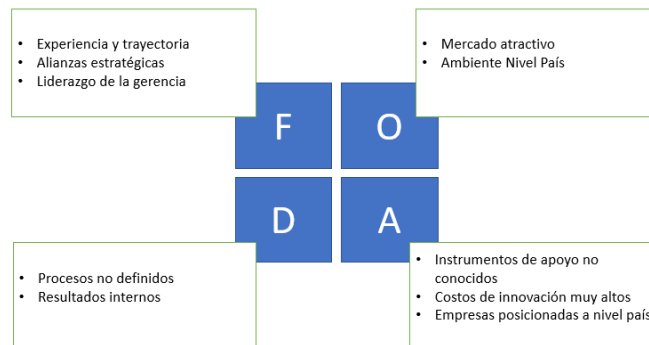 • Experiencia y trayectoria
• Alianzas estratégicas
• Liderazgo de la gerencia
• Mercado atractivo
• Ambiente Nivel País
F
O
D
A
• Procesos no definidos
• Resultados internos
• Instrumentos de apoyo no
conocidos
• Costos de innovación muy altos
• Empresas posicionadas a nivel país